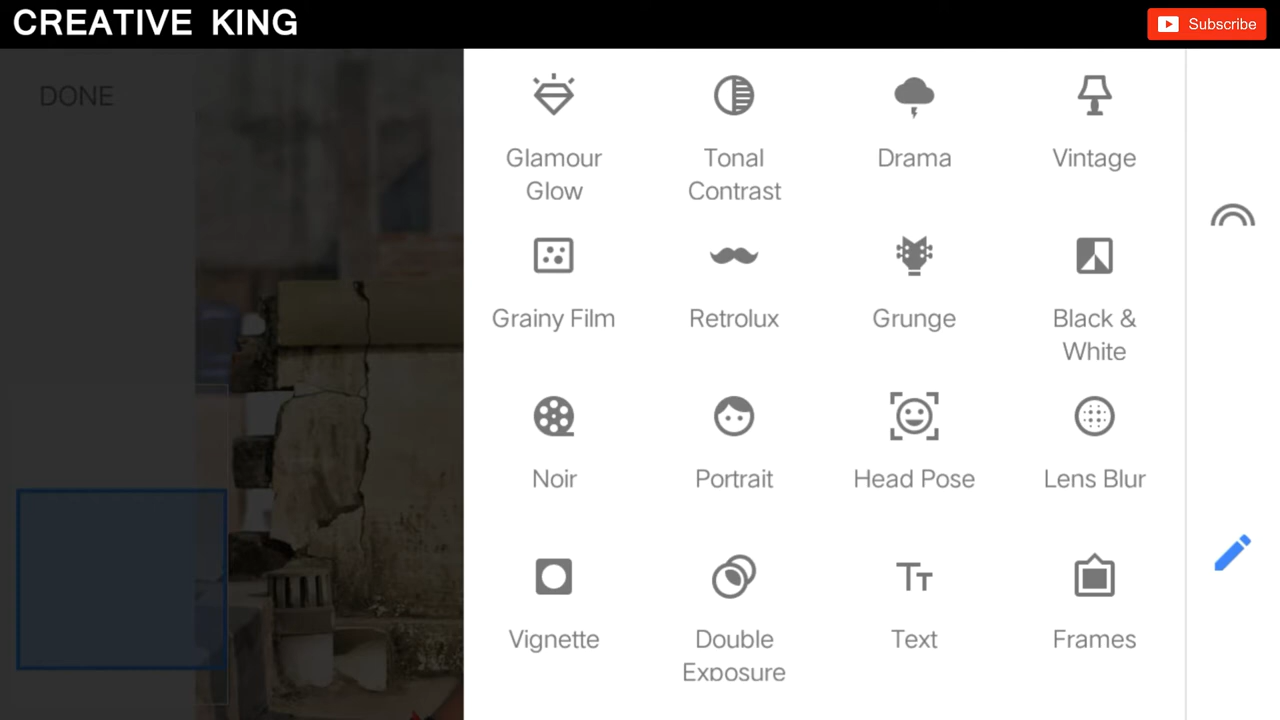 CREATIVE KING
Subscribe
DONE
Glamour
Glow
Tonal
Contrast
Drama
Vintage
Grainy Film
Retrolux
Grunge
Black &
White
Noir
Portrait
Head Pose
Lens Blur
Vignette
Double
Exposure
Text
Frames